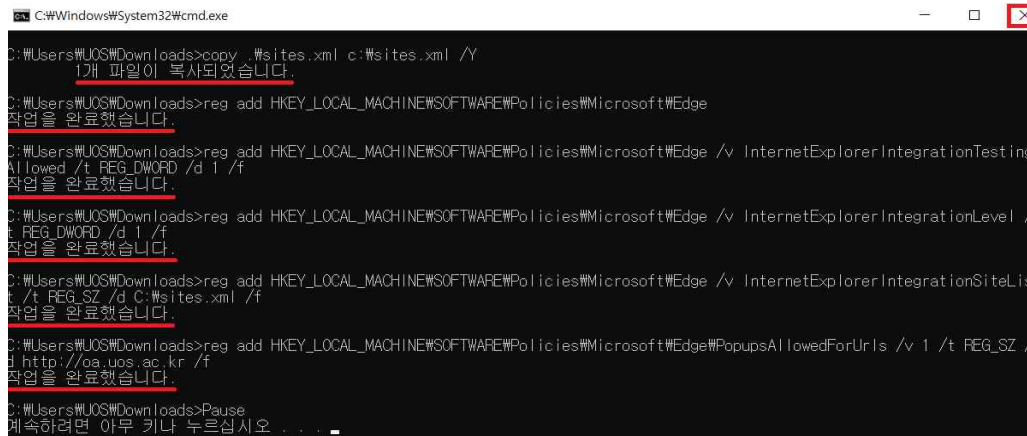 C:\Windows\System32\cmd.exe
C:₩Users₩UOS₩Downloads>copy .₩sites.xml c:₩sites.xml /Y
1개 파일이 복사되었습니다.
C:₩Users₩UOS₩Downloads>reg add HKEY_LOCAL_MACHINE₩SOFTWARE₩Policies₩Microsoft₩Edge
작업을 완료했습니다.
C:₩Users₩UOS₩Downloads>reg add HKEY_LOCAL_MACHINE₩SOFTWARE₩Policies₩Microsoft₩Edge /v InternetExplorerIntegrationTesting
Allowed /t REG_DWORD /d 1 /f
작업을 완료했습니다.
C:₩Users₩UOS₩Downloads>reg add HKEY_LOCAL_MACHINE₩SOFTWARE₩Policies₩Microsoft₩Edge /v InternetExplorerIntegrationLevel /
t REG_DWORD /d 1 /f
작업을 완료했습니다.
C:₩Users₩UOS₩Downloads>reg add HKEY_LOCAL_MACHINE₩SOFTWARE₩Policies₩Microsoft₩Edge /v InternetExplorerIntegrationSiteLis
t /t REG_SZ /d C:₩sites.xml /f
작업을 완료했습니다.
C:₩Users₩UOS₩Downloads>reg add HKEY_LOCAL_MACHINE₩SOFTWARE₩Policies₩Microsoft₩Edge₩PopupsAllowedForUrls /v 1 /t REG_SZ /
d http://oa.uos.ac.kr /f
작업을 완료했습니다.
C:₩Users₩UOS₩Downloads>Pause
계속하려면 아무 키나 누르십시오 . . .